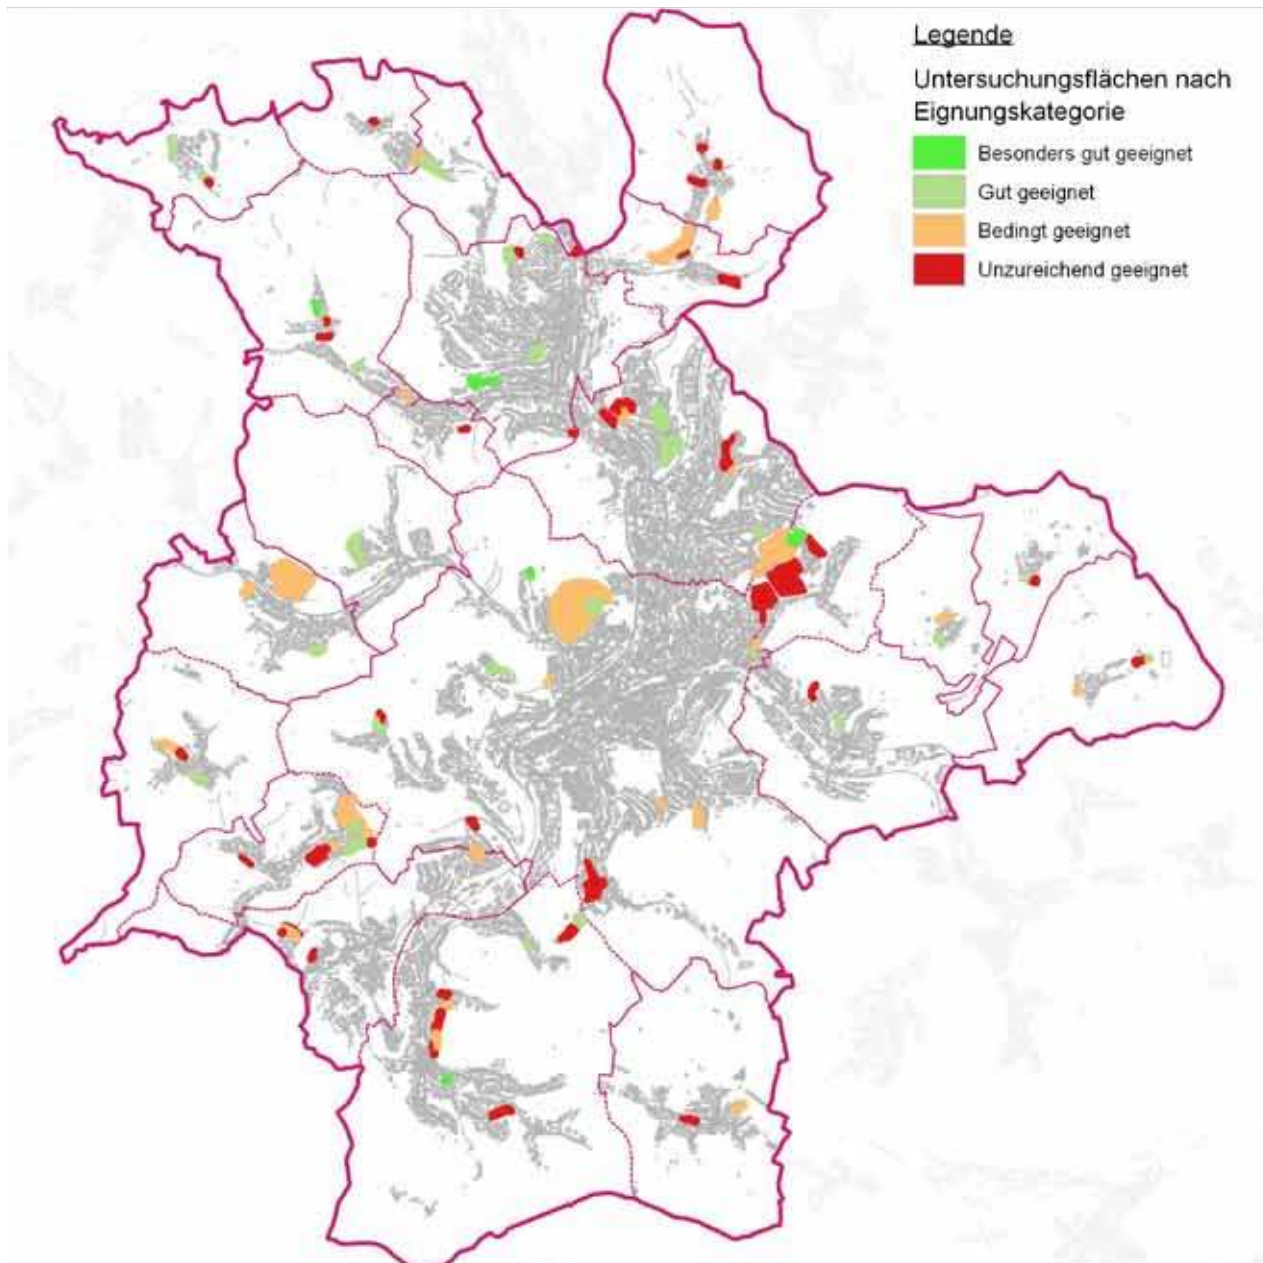 Legende
Untersuchungsflächen nach
Eignungskategorie
Besonders gut geeignet
Gut geeignet
Bedingt geeignet
Unzureichend geeignet